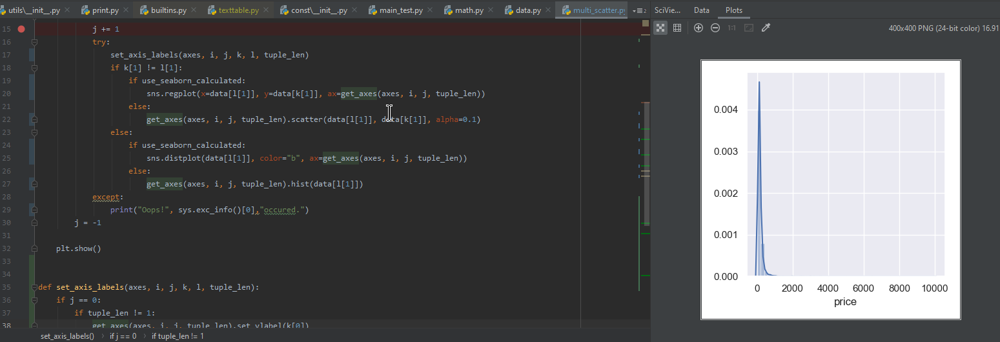 utils\__init__.py print.py builtins.py texttable.py const\__init__.py main_test.py math.py data.py multi_scatter.py 2 SciVie... Data Plots
1:1 400x400 PNG (24-bit color) 16.91
15 j += 1
16 try:
17 set_axis_labels(axes, i, j, k, l, tuple_len)
18 if k[1] != l[1]:
19 if use_seaborn_calculated:
20 sns.regplot(x=data[l[1]], y=data[k[1]], ax=get_axes(axes, i, j, tuple_len))
21 else:
22 get_axes(axes, i, j, tuple_len).scatter(data[l[1]], data[k[1]], alpha=0.1)
23 else:
24 if use_seaborn_calculated:
25 sns.distplot(data[l[1]], color="b", ax=get_axes(axes, i, j, tuple_len))
26 else:
27 get_axes(axes, i, j, tuple_len).hist(data[l[1]])
28 except:
29 print("Oops!", sys.exc_info()[0],"occured.")
30 j = -1
31
32 plt.show()
33
34
35 def set_axis_labels(axes, i, j, k, l, tuple_len):
36 if j == 0:
37 if tuple_len != 1:
38 get_axes(axes, i, j, tuple_len).set_ylabel(k[0])
set_axis_labels() if j == 0 if tuple_len != 1
0.004
0.003
0.002
0.001
0.000
0 2000 4000 6000 8000 10000
price